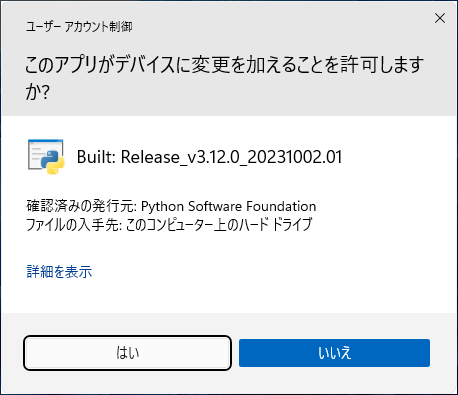 ユーザー アカウント制御
このアプリがデバイスに変更を加えることを許可します
か?
Built: Release_v3.12.0_20231002.01
確認済みの発行元: Python Software Foundation
ファイルの入手先: このコンピューター上のハード ドライブ
詳細を表示
はい
いいえ